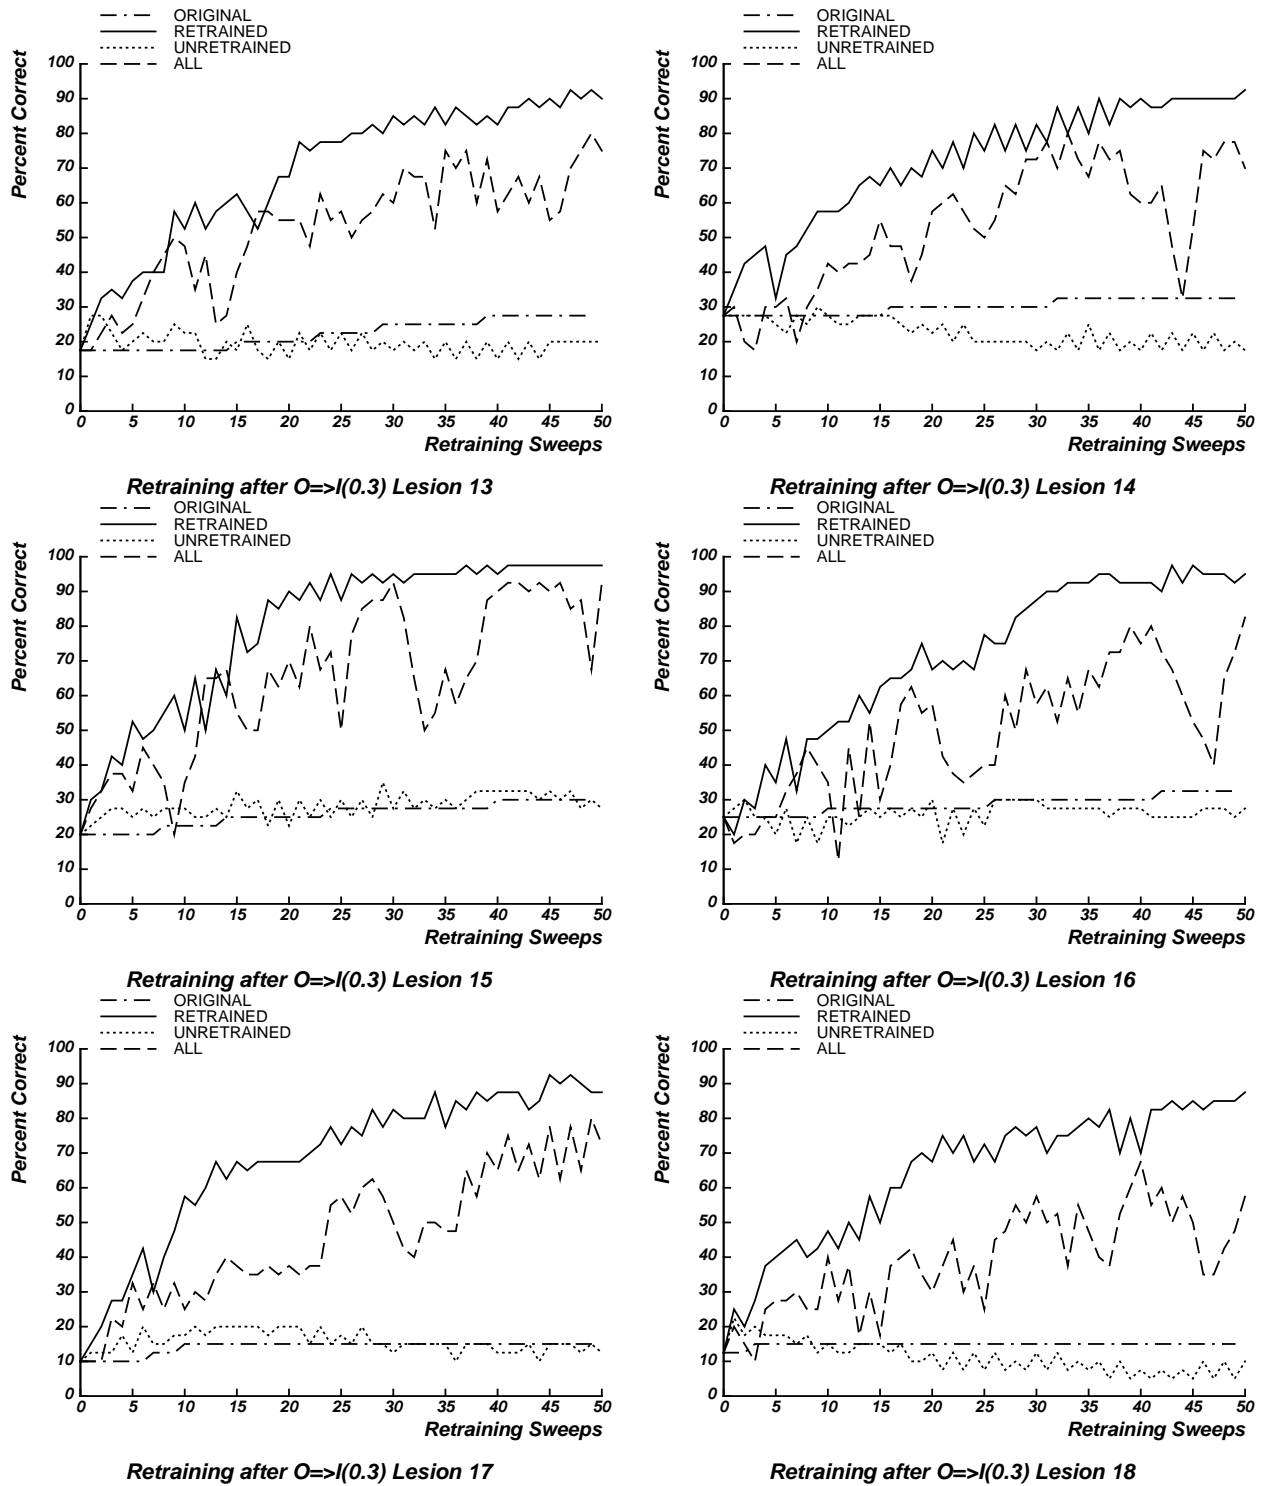 ORIGINAL
RETRAINED
UNRETRAINED
ALL
Percent Correct
100
90
80
70
60
50
40
30
20
10
0
0 5 10 15 20 25 30 35 40 45 50
Retraining Sweeps
Retraining after O=>I(0.3) Lesion 13
ORIGINAL
RETRAINED
UNRETRAINED
ALL
Percent Correct
100
90
80
70
60
50
40
30
20
10
0
0 5 10 15 20 25 30 35 40 45 50
Retraining Sweeps
Retraining after O=>I(0.3) Lesion 14
ORIGINAL
RETRAINED
UNRETRAINED
ALL
Percent Correct
100
90
80
70
60
50
40
30
20
10
0
0 5 10 15 20 25 30 35 40 45 50
Retraining Sweeps
Retraining after O=>I(0.3) Lesion 15
ORIGINAL
RETRAINED
UNRETRAINED
ALL
Percent Correct
100
90
80
70
60
50
40
30
20
10
0
0 5 10 15 20 25 30 35 40 45 50
Retraining Sweeps
Retraining after O=>I(0.3) Lesion 16
ORIGINAL
RETRAINED
UNRETRAINED
ALL
Percent Correct
100
90
80
70
60
50
40
30
20
10
0
0 5 10 15 20 25 30 35 40 45 50
Retraining Sweeps
Retraining after O=>I(0.3) Lesion 17
ORIGINAL
RETRAINED
UNRETRAINED
ALL
Percent Correct
100
90
80
70
60
50
40
30
20
10
0
0 5 10 15 20 25 30 35 40 45 50
Retraining Sweeps
Retraining after O=>I(0.3) Lesion 18